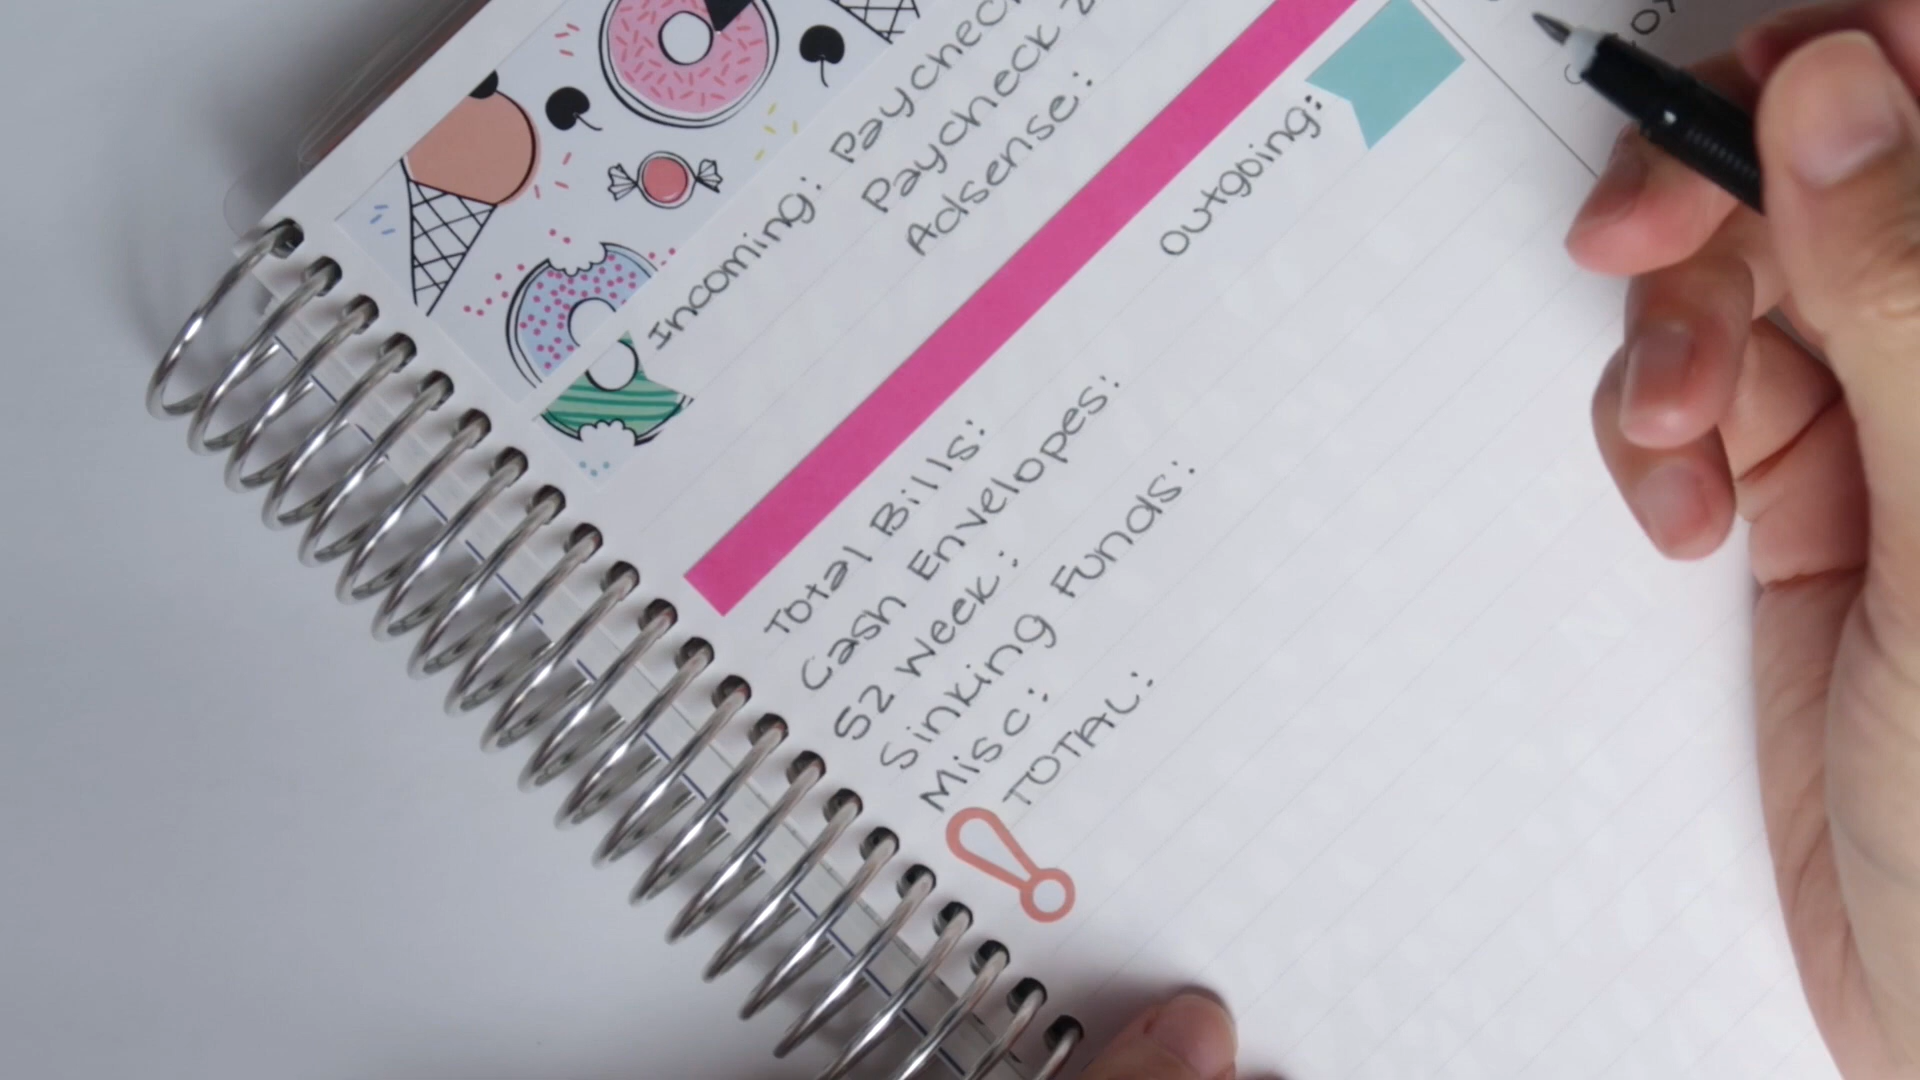 Incoming: Paycheck
Paycheck 2
Adsense:
Outgoing:
Total Bills:
Cash Envelopes:
52 Week:
Sinking Funds:
Misc:
TOTAL: